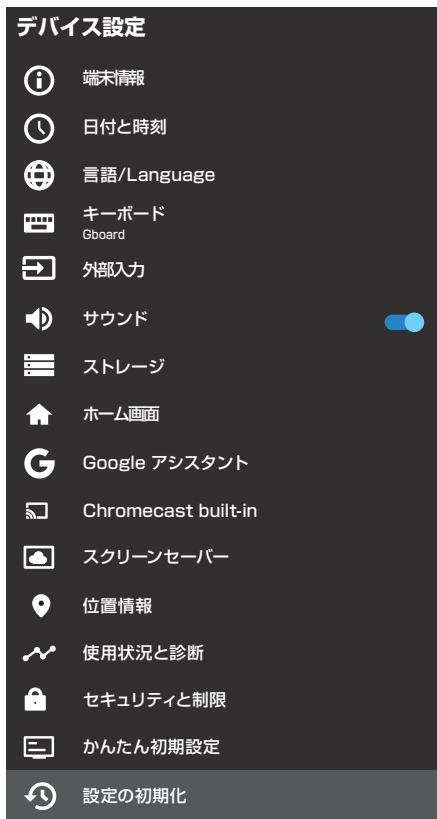 デバイス設定
端末情報
日付と時刻
言語/Language
キーボード
Gboard
外部入力
サウンド
ストレージ
ホーム画面
Google アシスタント
Chromecast built-in
スクリーンセーバー
位置情報
使用状況と診断
セキュリティと制限
かんたん初期設定
設定の初期化